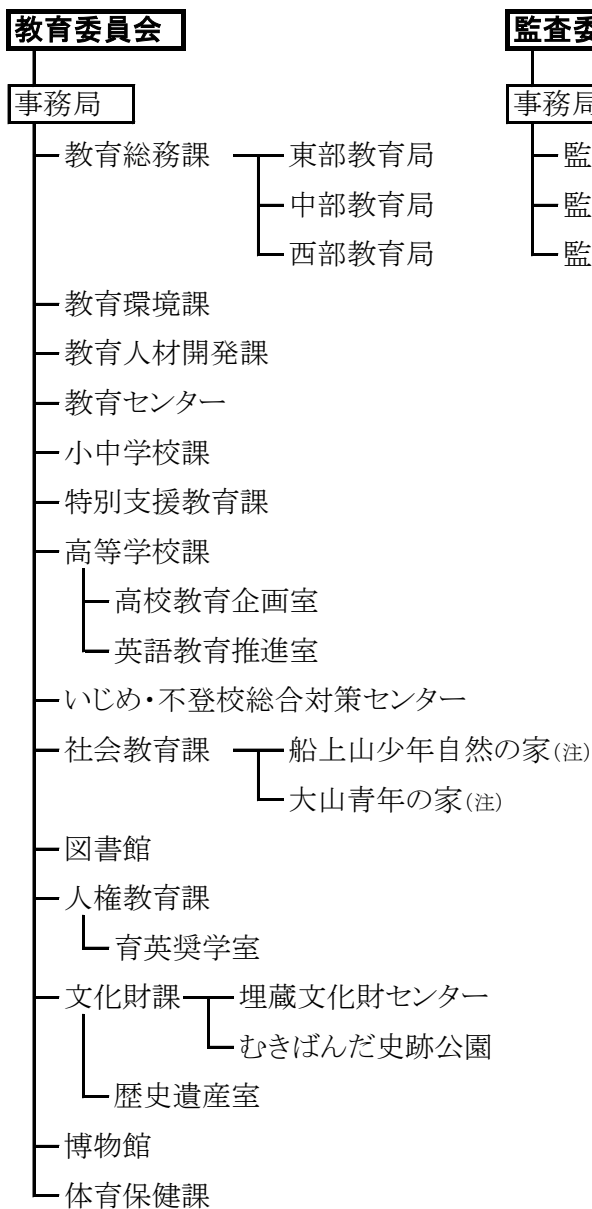 教育委員会
事務局
教育総務課 東部教育局
中部教育局
西部教育局
教育環境課
教育人材開発課
教育センター
小中学校課
特別支援教育課
高等学校課
高校教育企画室
英語教育推進室
いじめ・不登校総合対策センター
社会教育課 船上山少年自然の家(注)
大山青年の家(注)
図書館
人権教育課
育英奨学室
文化財課 埋蔵文化財センター
むきばんだ史跡公園
歴史遺産室
博物館
体育保健課
監査委
事務局
監
監
監